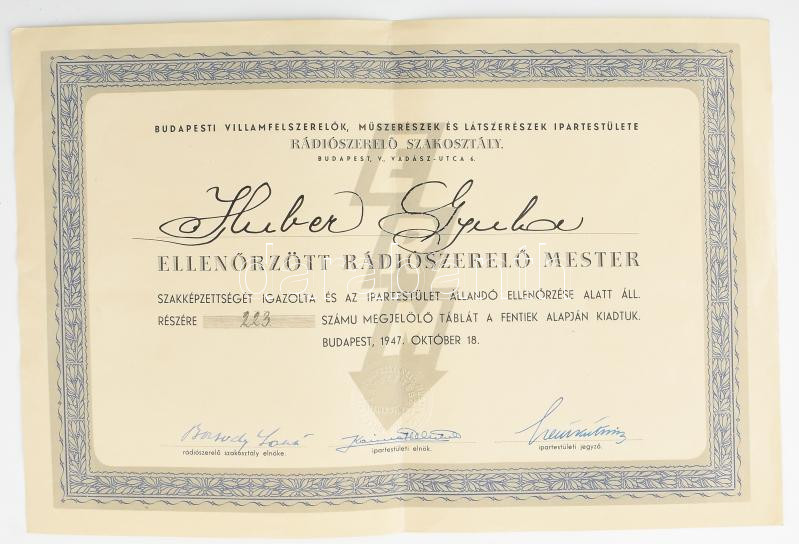 BUDAPESTI VILLAMFELSZERELŐK, MŰSZERÉSZEK ÉS LÁTSZERÉSZEK IPARTESTÜLETE
RÁDIÓSZERELŐ SZAKOSZTÁLY.
BUDAPEST, V., VADÁSZ-UTCA 6.
Huber Gyula
ELLENŐRZÖTT RÁDIÓSZERELŐ MESTER
SZAKKÉPZETTSÉGÉT IGAZOLTA ÉS AZ IPARTESTÜLET ÁLLANDÓ ELLENŐRZÉSE ALATT ÁLL.
RÉSZÉRE 223 SZÁMU MEGJELÖLŐ TÁBLÁT A FENTIEK ALAPJÁN KIADTUK.
BUDAPEST, 1947. OKTÓBER 18.
rádiószerelő szakosztály elnöke. ipartestületi elnök. ipartestületi jegyző.